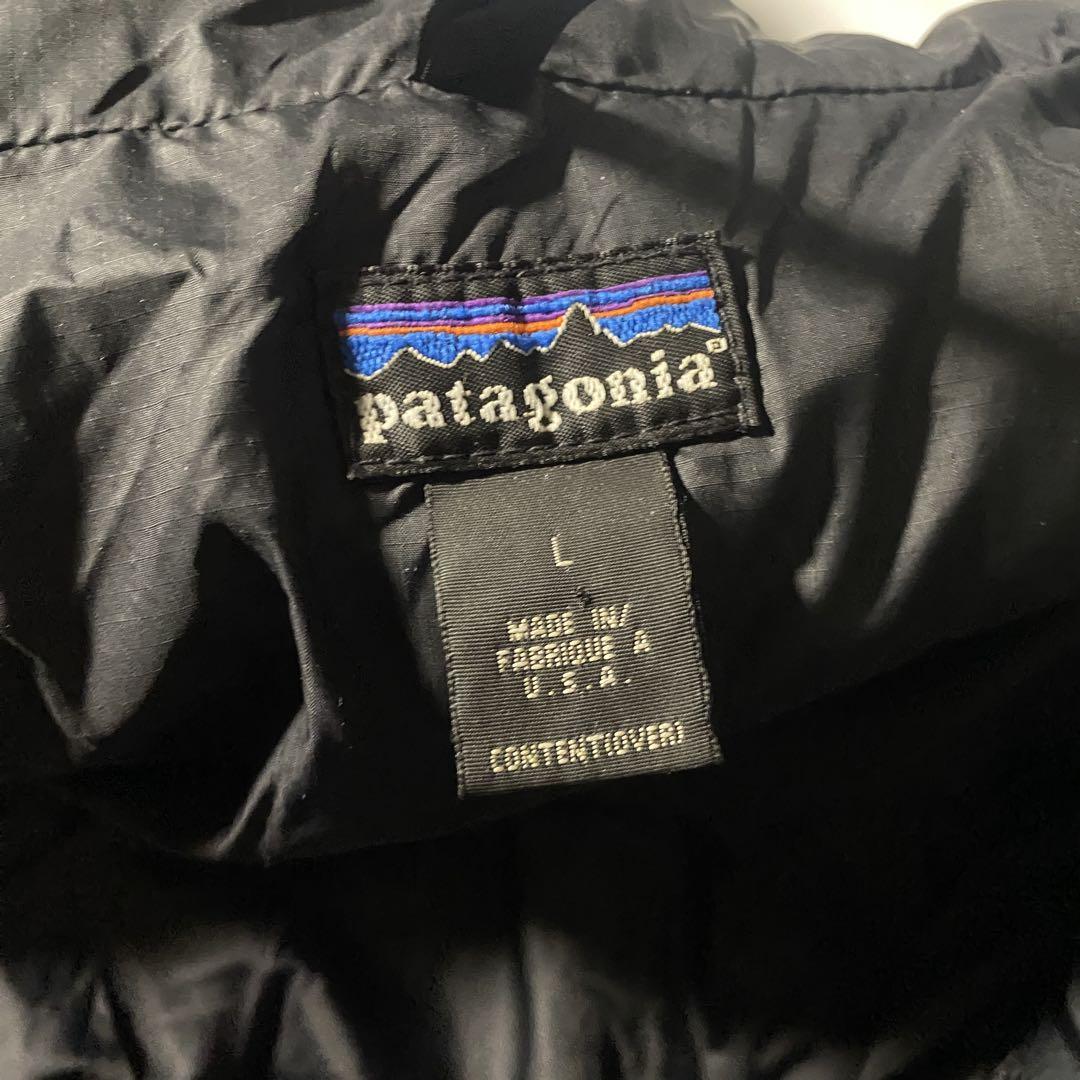 patagonia
L
MADE IN/
FABRIQUE A
U.S.A.
CONTENT(OVER)